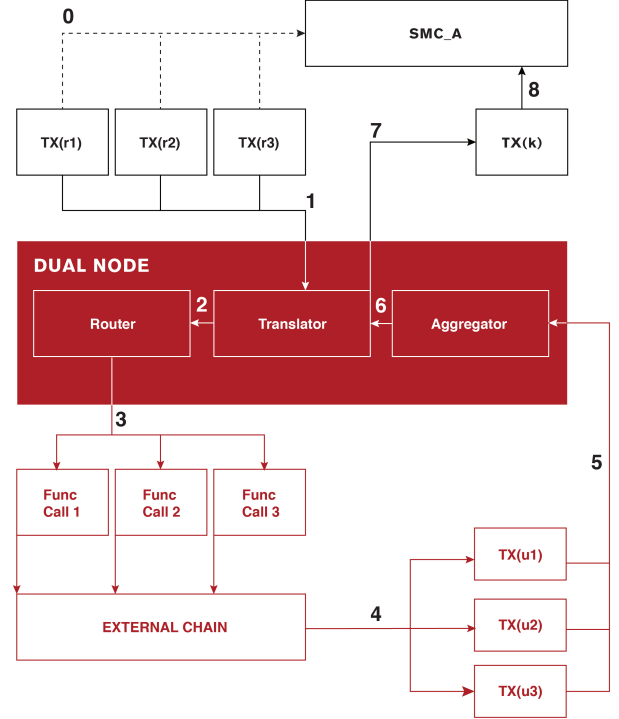 0
SMC_A
8
TX(r1)
TX(r2)
TX(r3)
7
TX(k)
1
DUAL NODE
Router
2
Translator
6
Aggregator
3
5
Func
Call 1
Func
Call 2
Func
Call 3
TX(u1)
EXTERNAL CHAIN
4
TX(u2)
TX(u3)